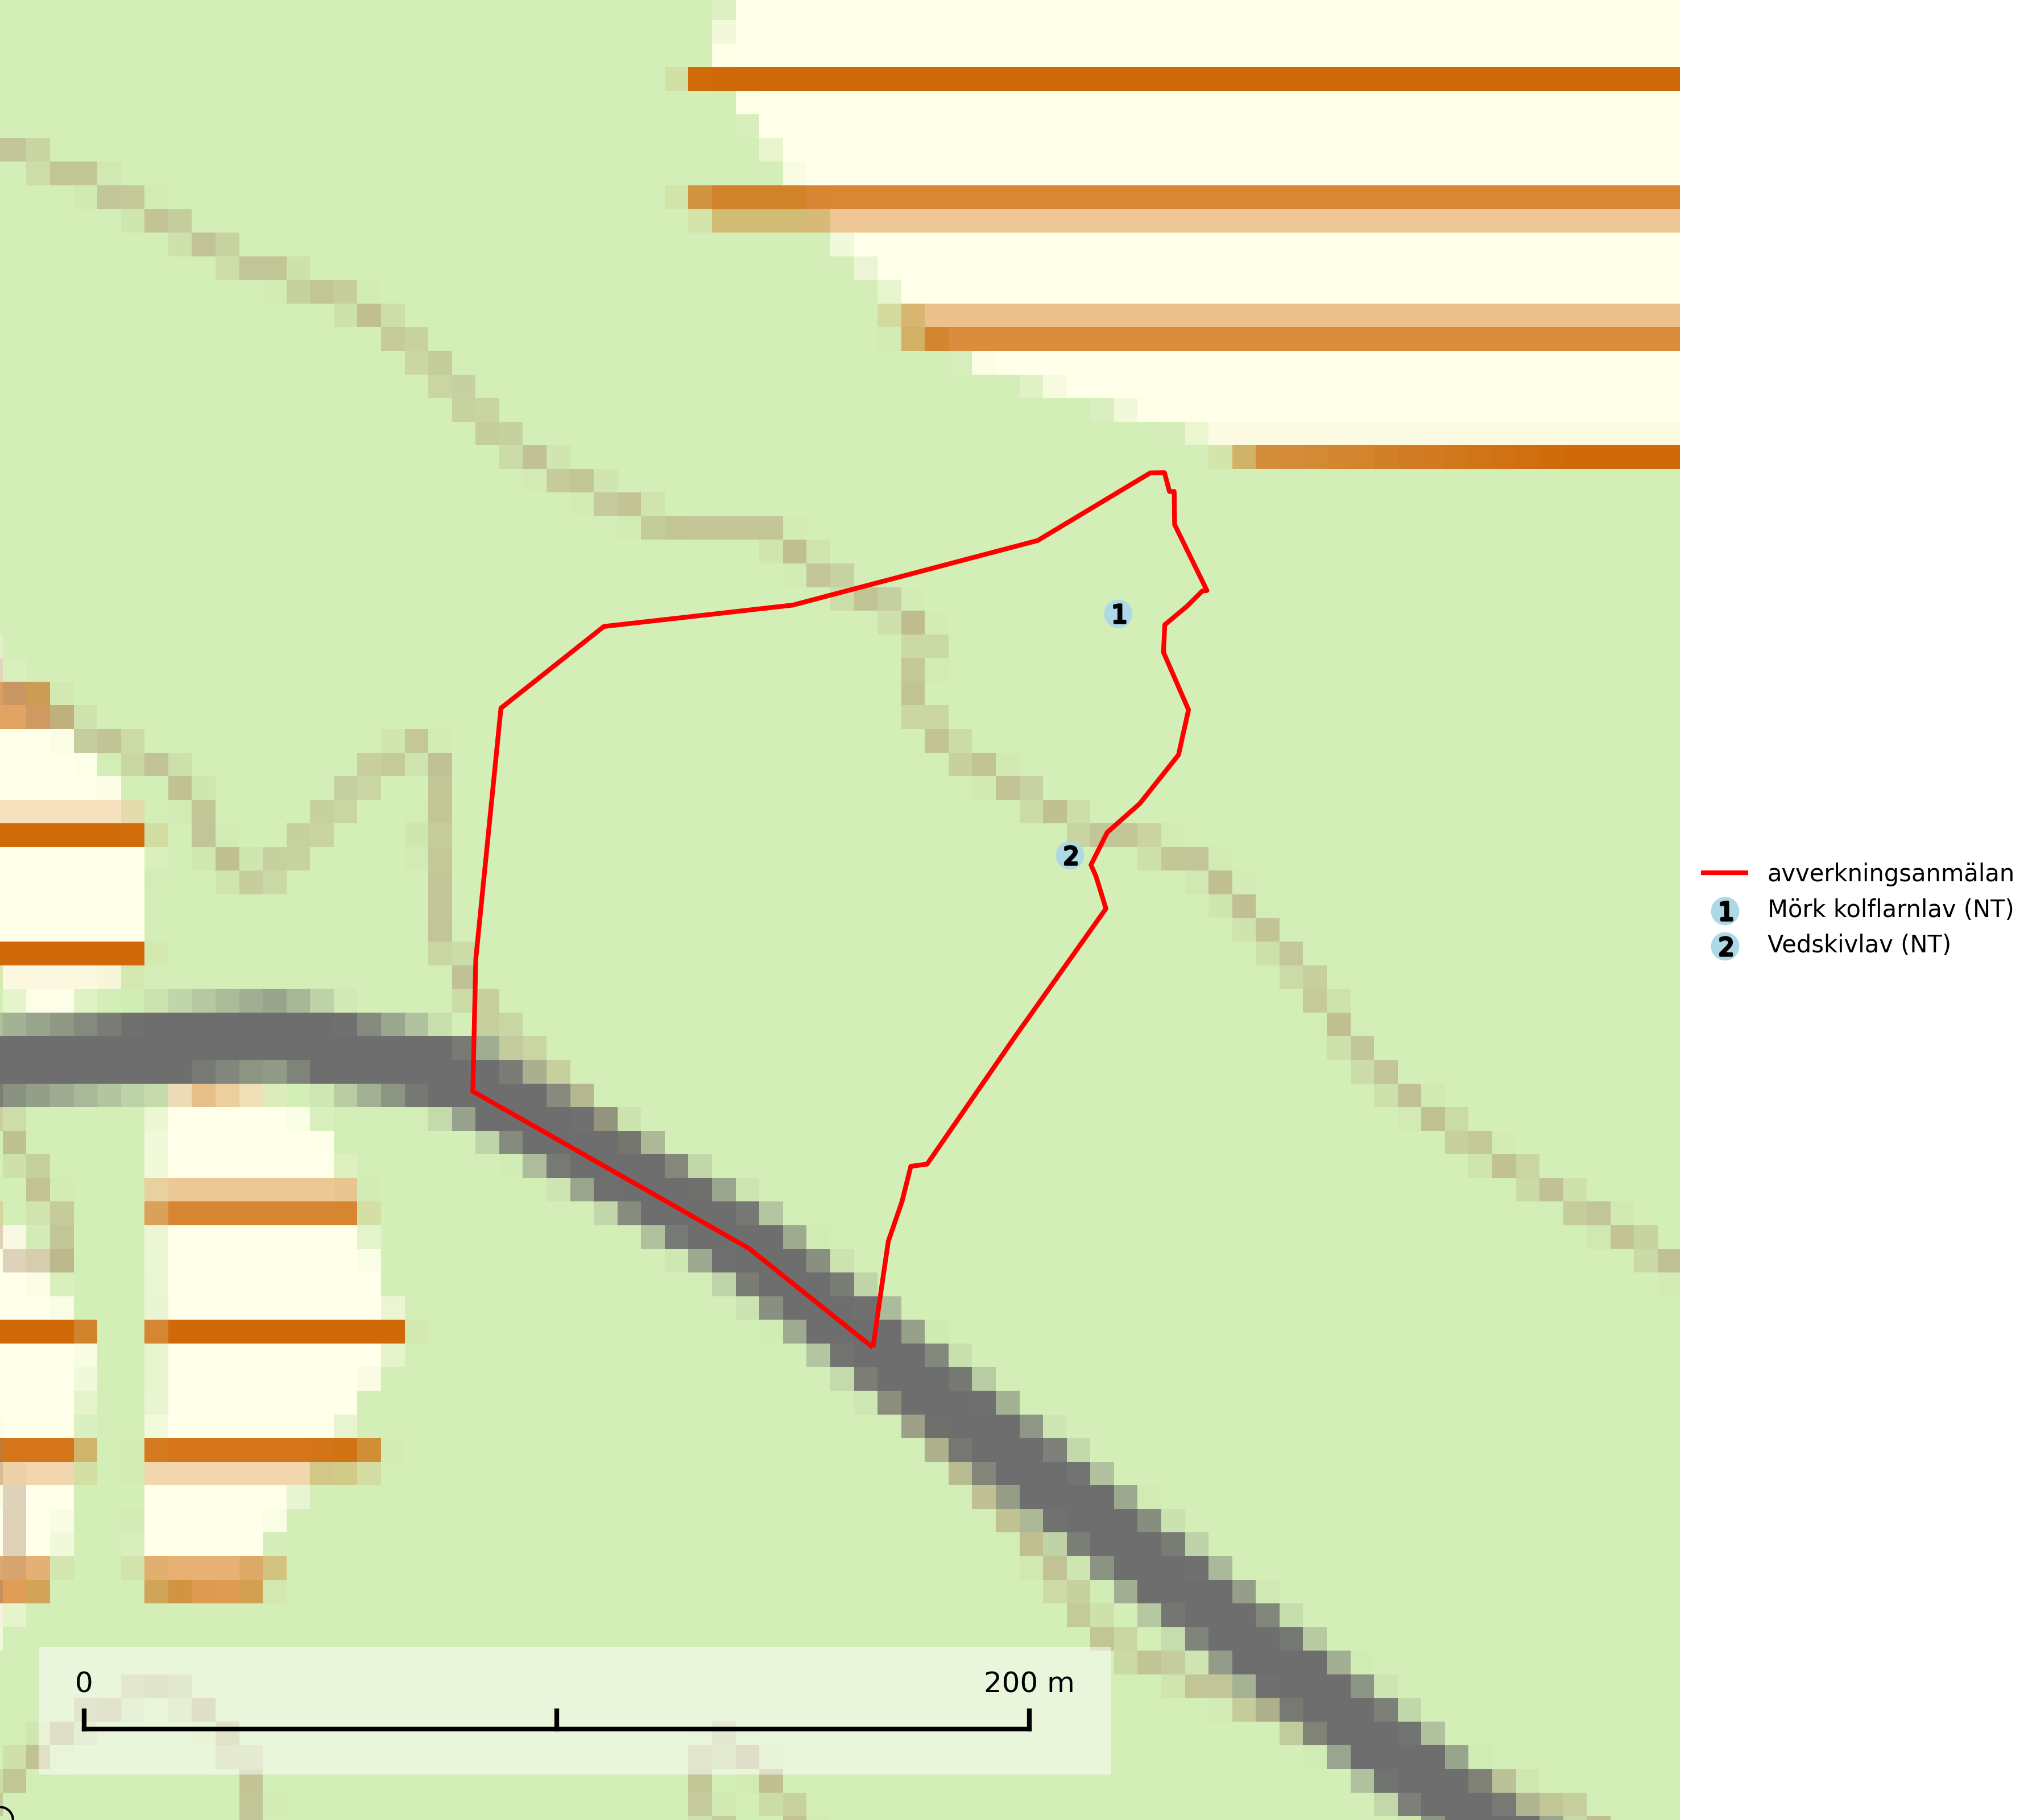 1
2
avverkningsanmälan
1 Mörk kolflarnlav (NT)
2 Vedskivlav (NT)
0 200 m